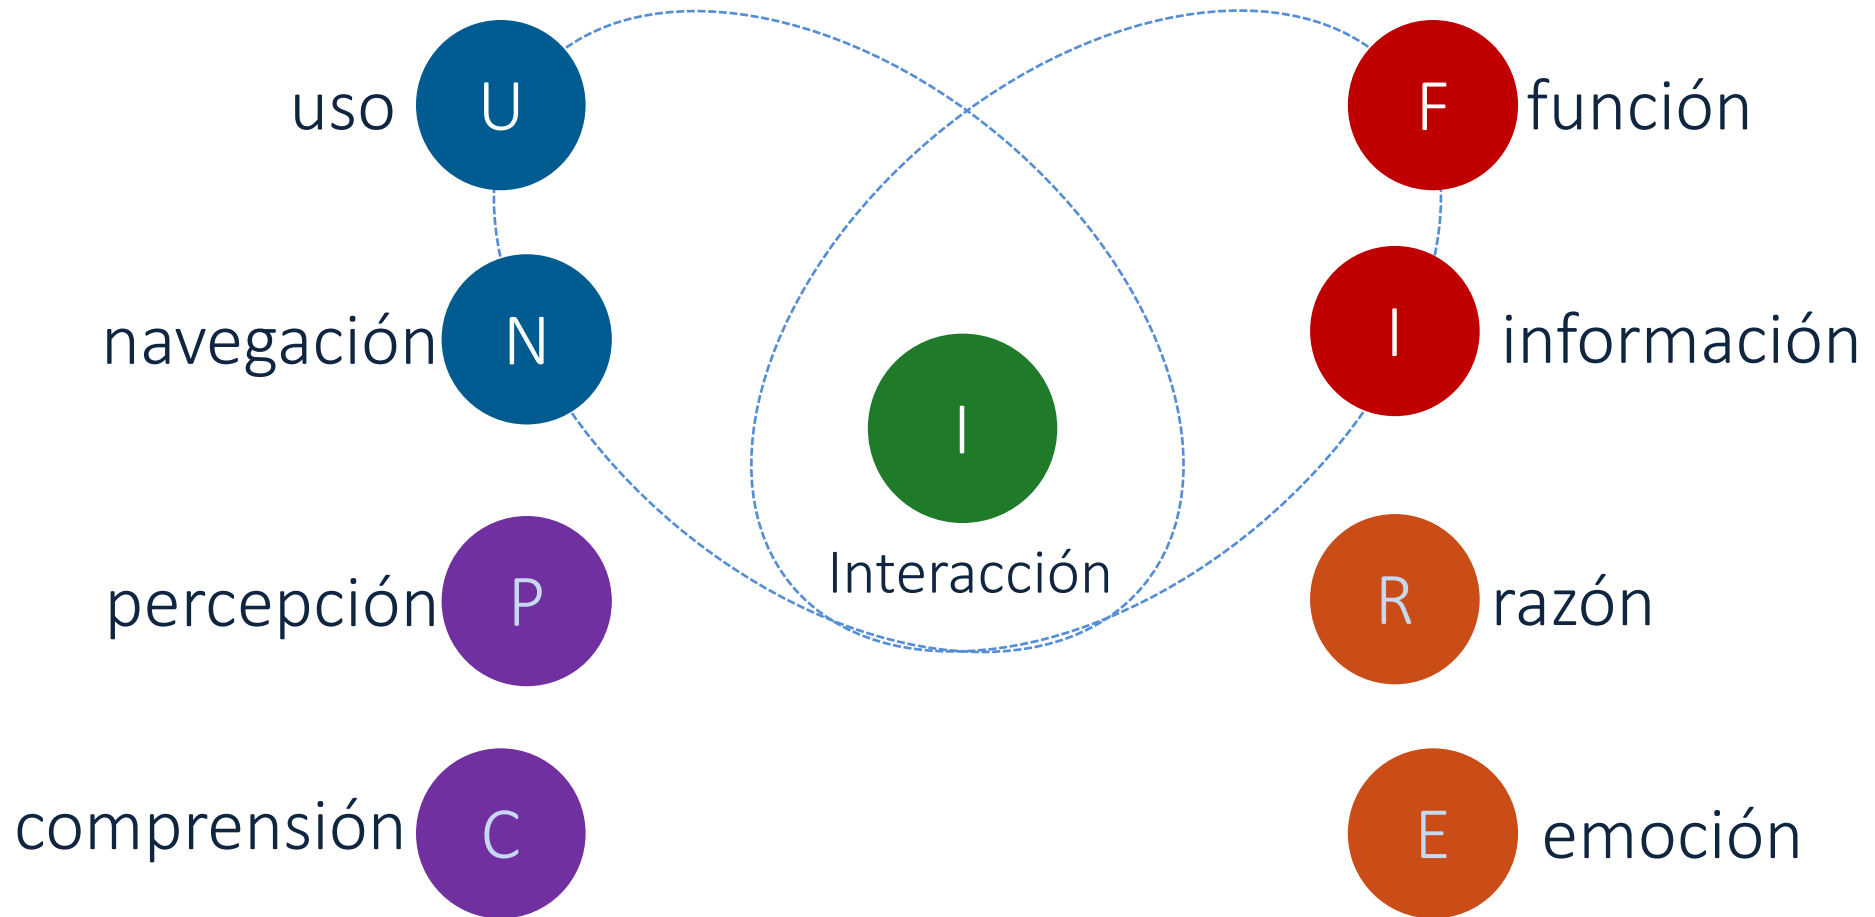 uso U
F función
navegación N
I información
I
Interacción
percepción P
R razón
comprensión C
E emoción